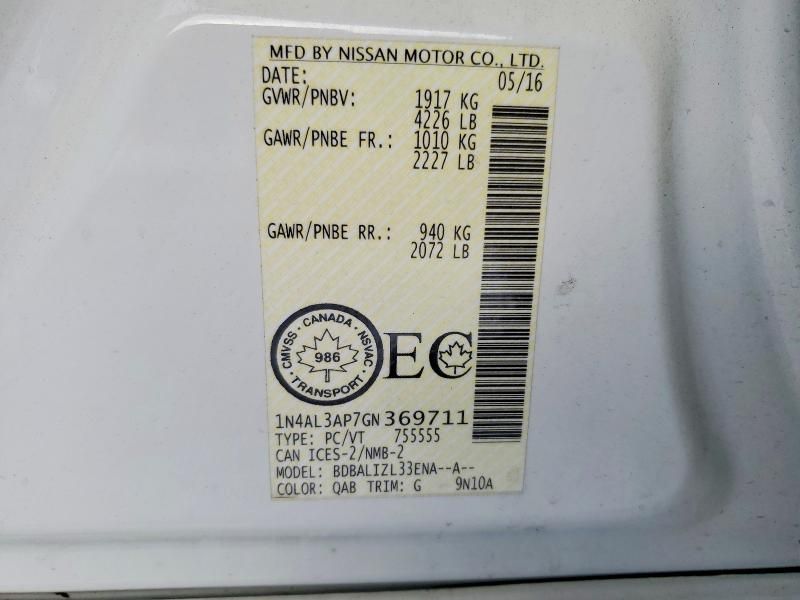 MFD BY NISSAN MOTOR CO., LTD.
DATE: 05/16
GVWR/PNBV: 1917 KG
4226 LB
GAWR/PNBE FR.: 1010 KG
2227 LB
GAWR/PNBE RR.: 940 KG
2072 LB
CMVSS · CANADA · NSVAC
986
· TRANSPORT ·
EC
1N4AL3AP7GN369711
TYPE: PC/VT 755555
CAN ICES-2/NMB-2
MODEL: BDBALIZL33ENA--A--
COLOR: QAB TRIM: G 9N10A